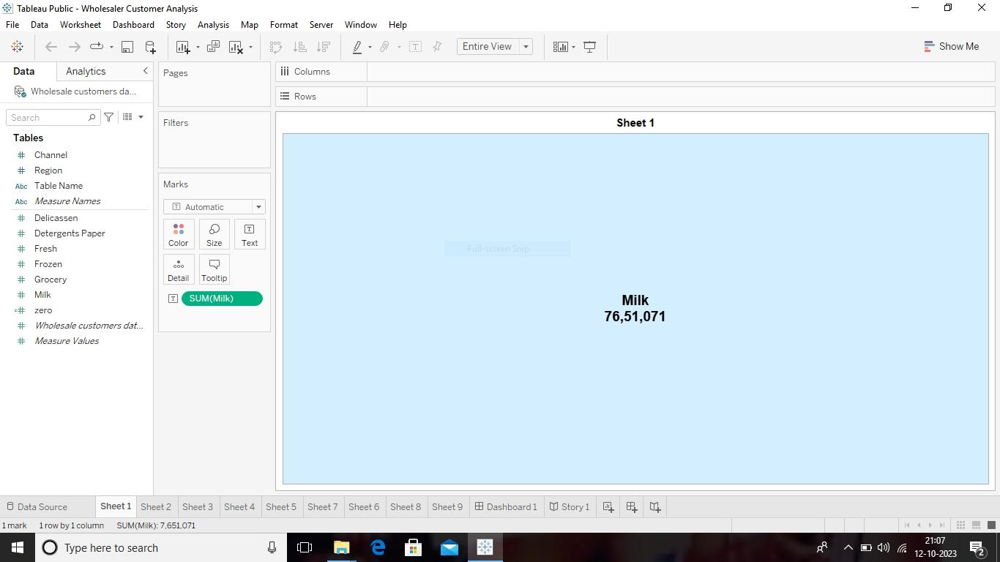 Tableau Public - Wholesaler Customer Analysis
File Data Worksheet Dashboard Story Analysis Map Format Server Window Help
Entire View
Show Me
Data Analytics
Wholesale customers da...
Search
Tables
Channel
Region
Abc Table Name
Abc Measure Names
Delicassen
Detergents Paper
Fresh
Frozen
Grocery
Milk
zero
Wholesale customers dat...
Measure Values
Pages
Filters
Marks
Automatic
Color Size Text
Detail Tooltip
SUM(Milk)
Columns
Rows
Sheet 1
Full-screen Snip
Milk
76,51,071
Data Source Sheet 1 Sheet 2 Sheet 3 Sheet 4 Sheet 5 Sheet 7 Sheet 6 Sheet 8 Sheet 9 Dashboard 1 Story 1
1 mark 1 row by 1 column SUM(Milk): 7,651,071
Type here to search
21:07
12-10-2023
2